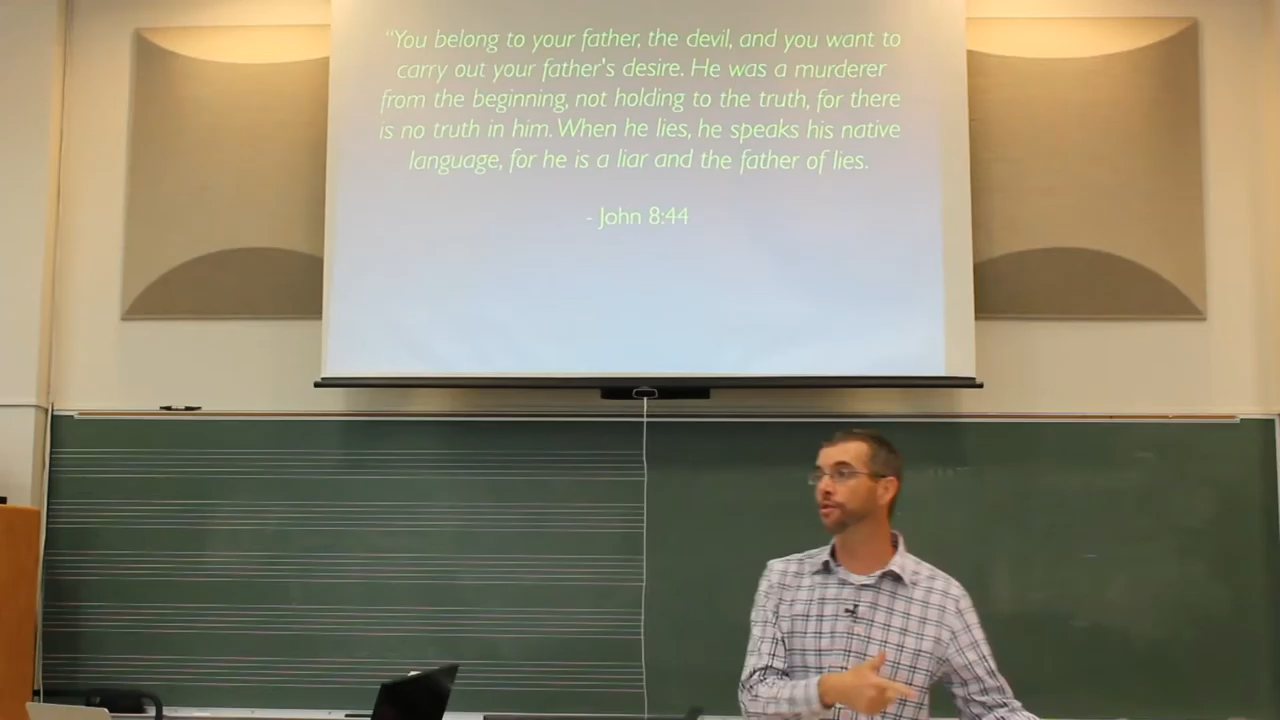 “You belong to your father, the devil, and you want to
carry out your father's desire. He was a murderer
from the beginning, not holding to the truth, for there
is no truth in him. When he lies, he speaks his native
language, for he is a liar and the father of lies.
- John 8:44